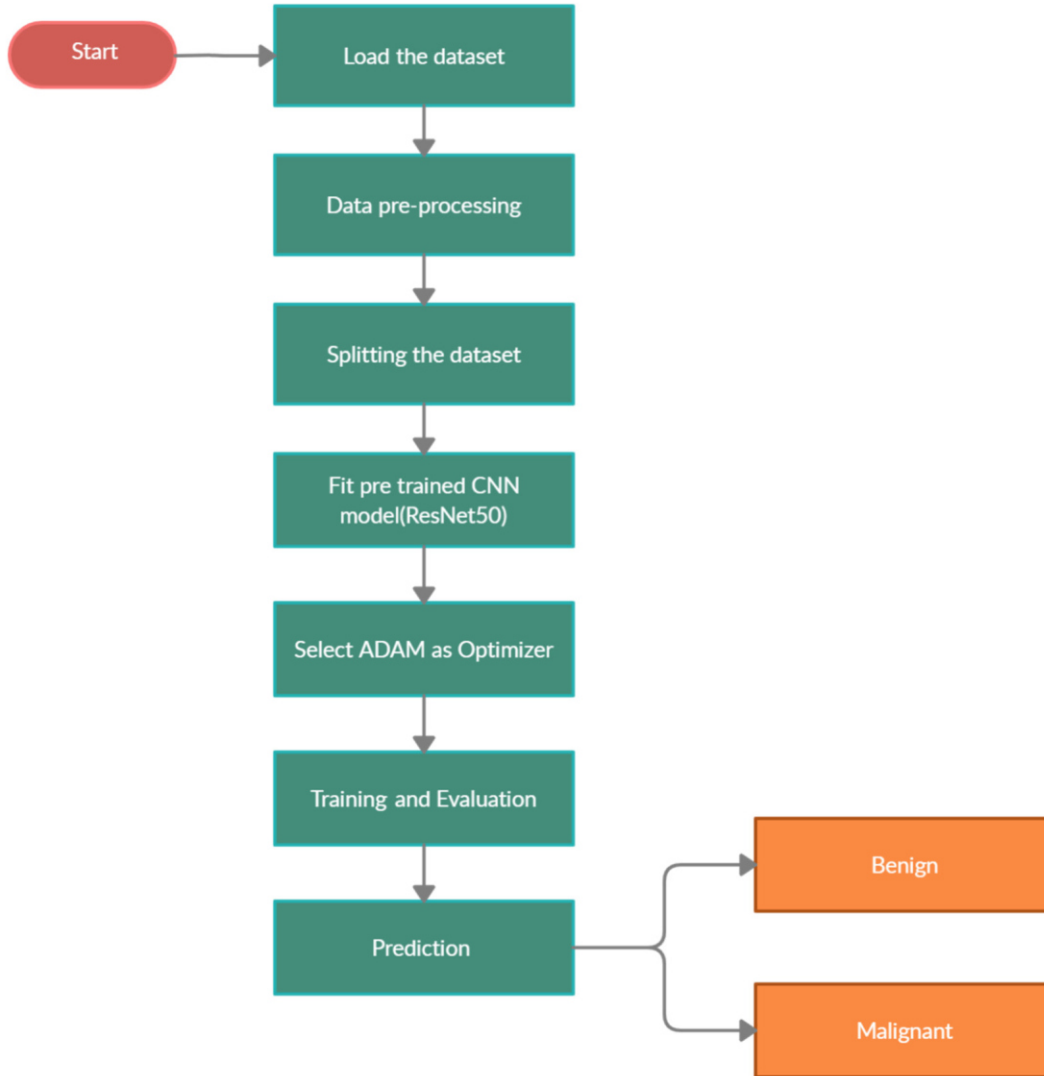 Start
Load the dataset
Data pre-processing
Splitting the dataset
Fit pre trained CNN
model(ResNet50)
Select ADAM as Optimizer
Training and Evaluation
Prediction
Benign
Malignant